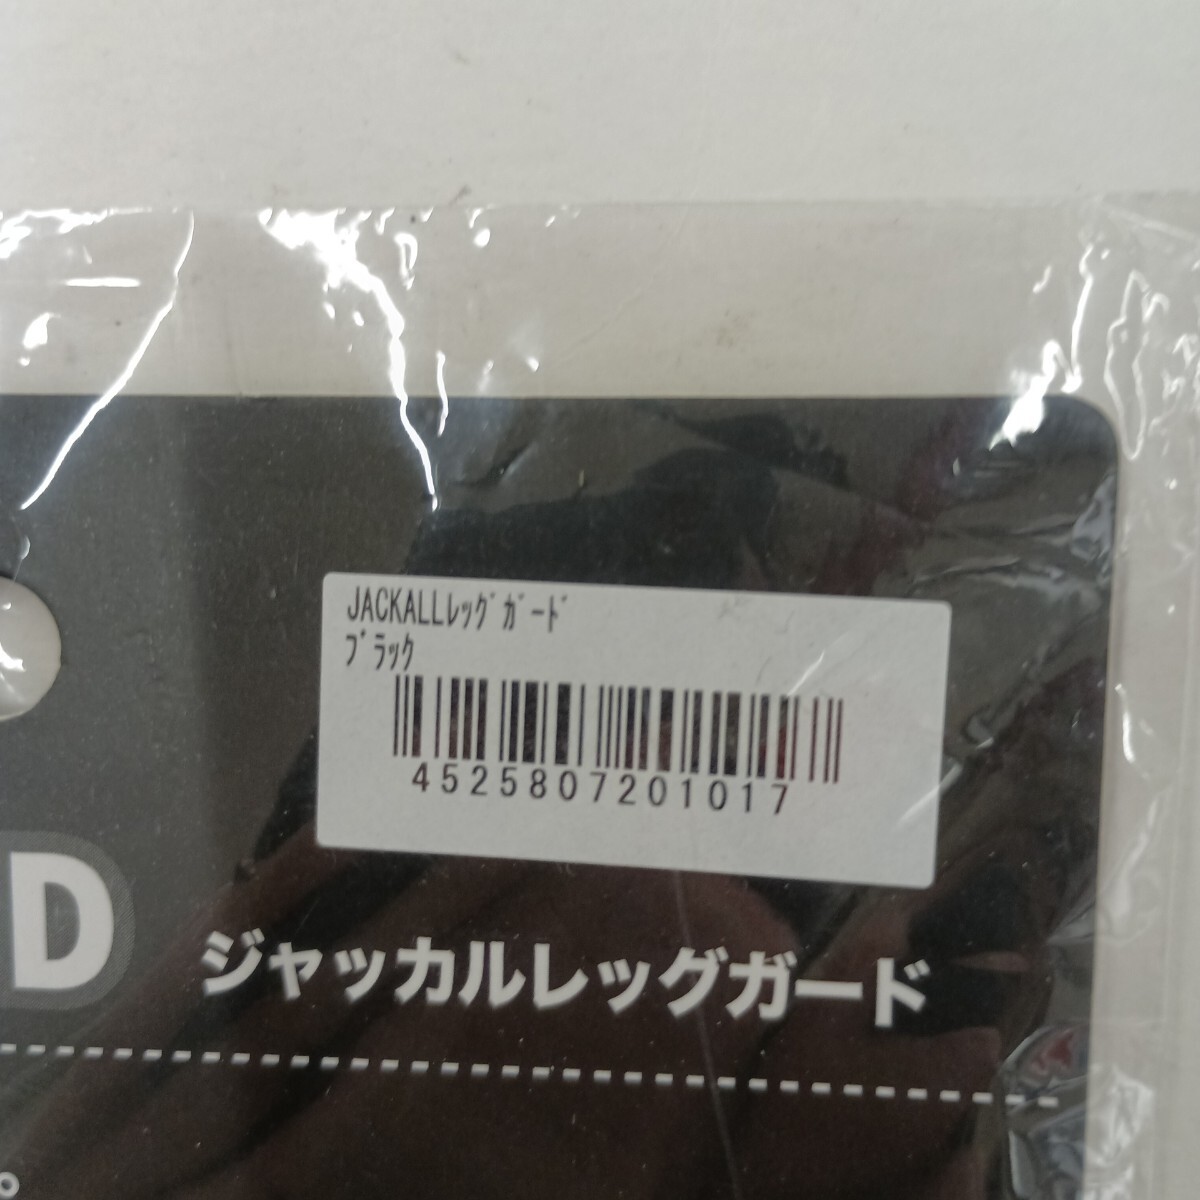 JACKALLﾚｯｸﾞｶﾞｰﾄﾞ
ﾌﾞﾗｯｸ
4525807201017
D
ジャッカルレッグガード
。